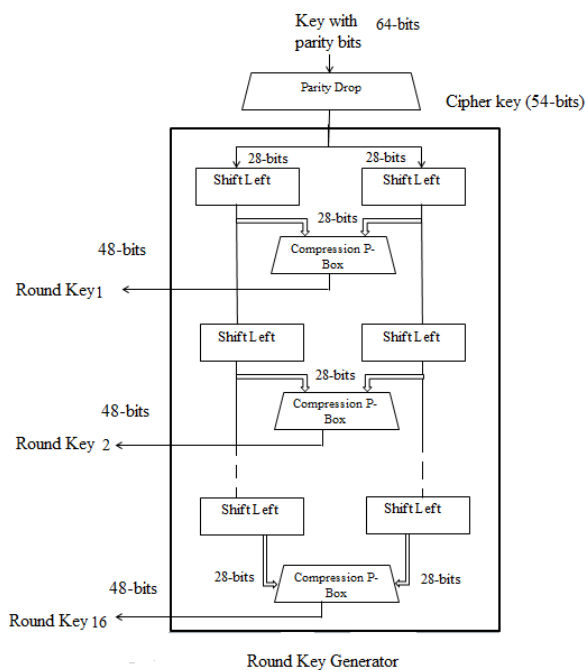 Key with
parity bits
64-bits
Parity Drop
Cipher key (54-bits)
28-bits
28-bits
Shift Left
Shift Left
28-bits
Compression P-
Box
48-bits
Round Key 1
Shift Left
Shift Left
28-bits
Compression P-
Box
48-bits
Round Key 2
Shift Left
Shift Left
28-bits
Compression P-
Box
28-bits
48-bits
Round Key 16
Round Key Generator